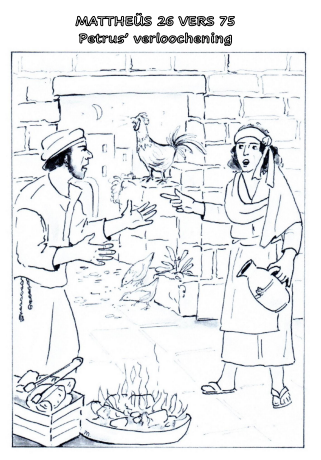 MATTHEÜS 26 VERS 75
Petrus' verloochening